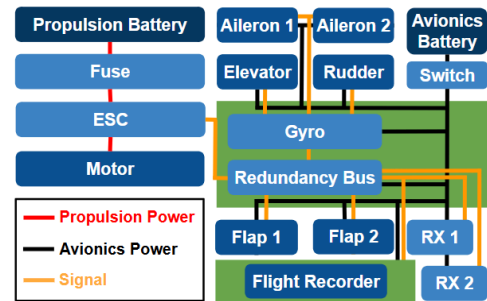 Propulsion Battery
Fuse
ESC
Motor
Propulsion Power
Avionics Power
Signal
Aileron 1
Aileron 2
Avionics
Battery
Elevator
Rudder
Switch
Gyro
Redundancy Bus
Flap 1
Flap 2
RX 1
RX 2
Flight Recorder